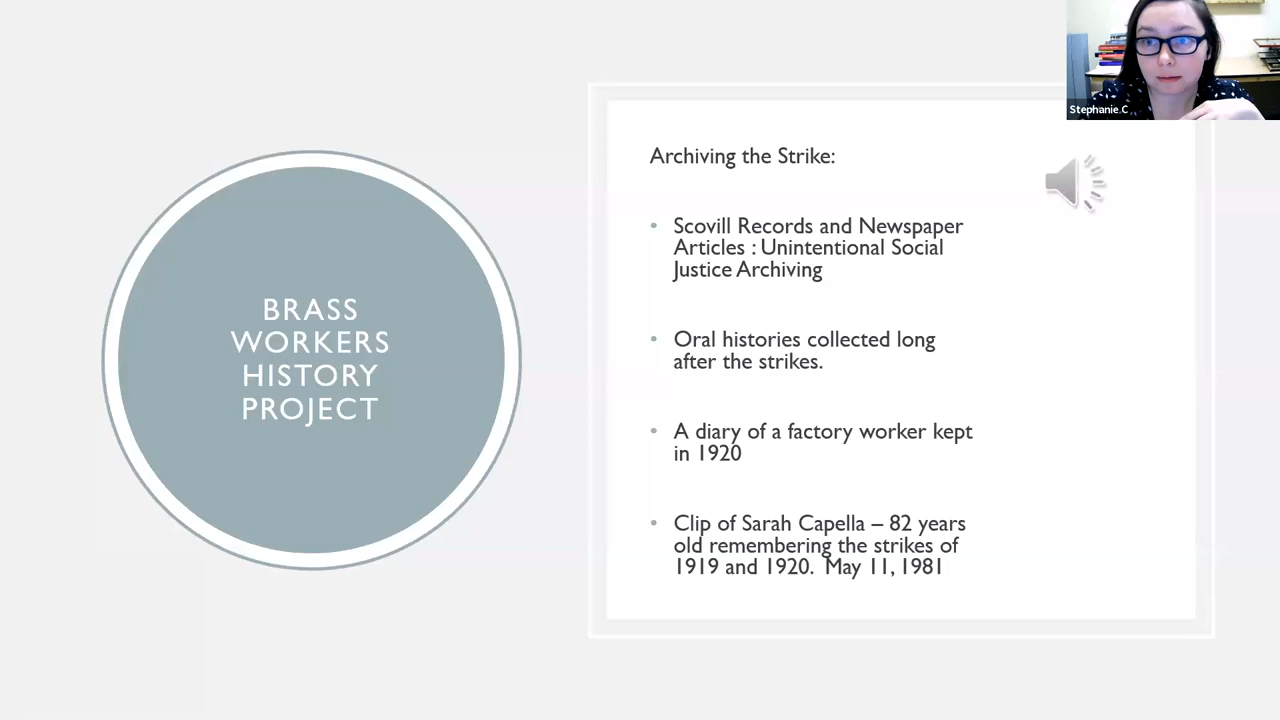 Stephanie C
BRASS
WORKERS
HISTORY
PROJECT
Archiving the Strike:
• Scovill Records and Newspaper
Articles : Unintentional Social
Justice Archiving
• Oral histories collected long
after the strikes.
• A diary of a factory worker kept
in 1920
• Clip of Sarah Capella – 82 years
old remembering the strikes of
1919 and 1920.  May 11, 1981